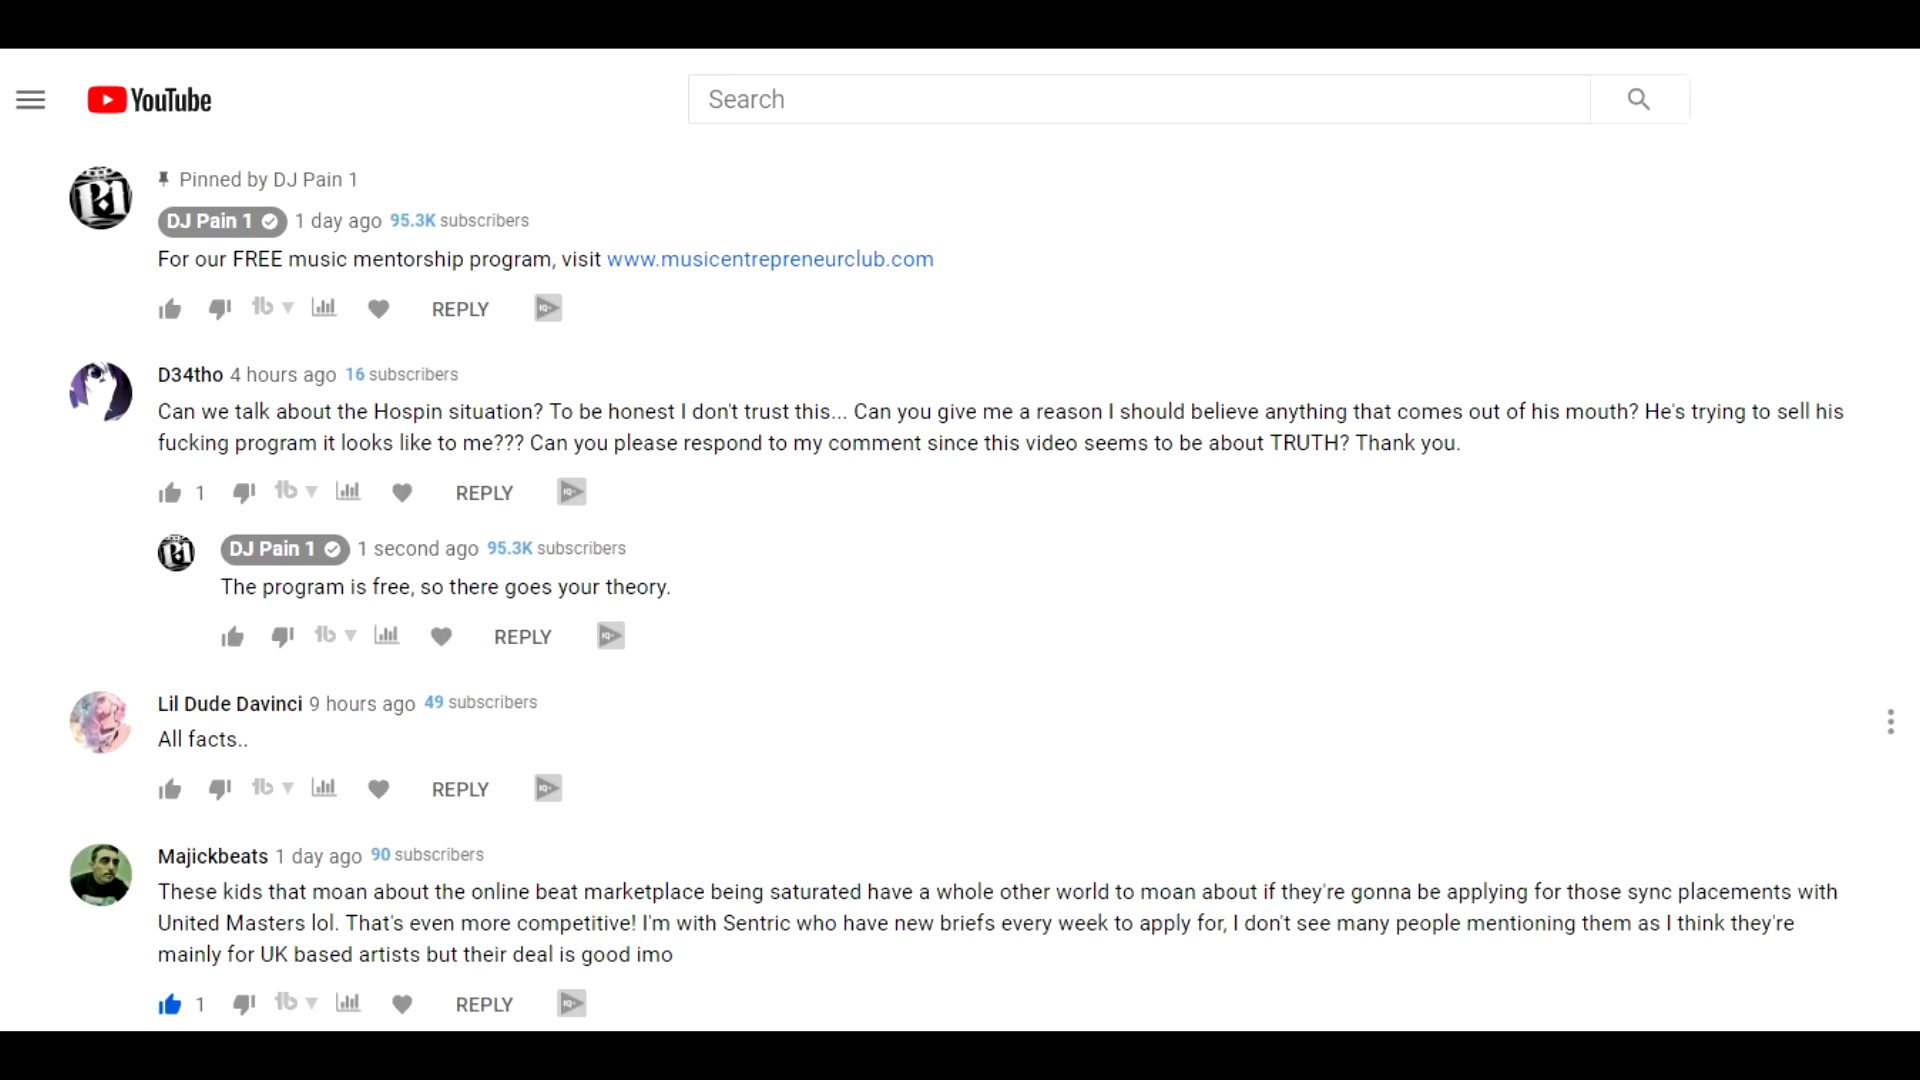 YouTube
Search
Pinned by DJ Pain 1
DJ Pain 1 1 day ago 95.3K subscribers
For our FREE music mentorship program, visit www.musicentrepreneurclub.com
REPLY
D34tho 4 hours ago 16 subscribers
Can we talk about the Hospin situation? To be honest I don't trust this... Can you give me a reason I should believe anything that comes out of his mouth? He's trying to sell his
fucking program it looks like to me??? Can you please respond to my comment since this video seems to be about TRUTH? Thank you.
1 REPLY
DJ Pain 1 1 second ago 95.3K subscribers
The program is free, so there goes your theory.
REPLY
Lil Dude Davinci 9 hours ago 49 subscribers
All facts..
REPLY
Majickbeats 1 day ago 90 subscribers
These kids that moan about the online beat marketplace being saturated have a whole other world to moan about if they're gonna be applying for those sync placements with
United Masters lol. That's even more competitive! I'm with Sentric who have new briefs every week to apply for, I don't see many people mentioning them as I think they're
mainly for UK based artists but their deal is good imo
1 REPLY